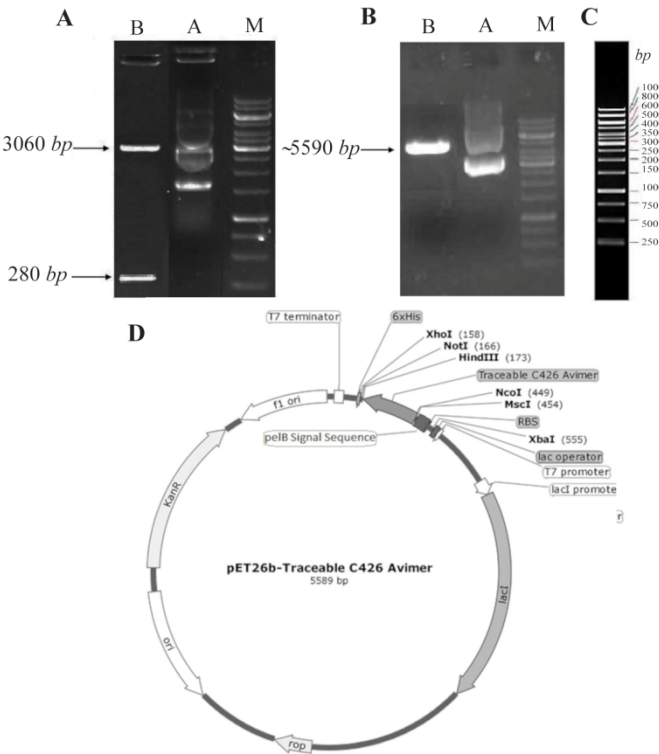 A
B
A
M
3060 bp
280 bp
B
B
A
M
~5590 bp
C
bp
100
800
600
500
400
350
300
250
200
150
100
750
500
250
D
T7 terminator
6xHis
XhoI (158)
NotI (166)
HindIII (173)
Traceable C426 Avimer
NcoI (449)
MscI (454)
RBS
XbaI (555)
lac operator
T7 promoter
lacI promote
r
pelB Signal Sequence
f1 ori
KanR
ori
rop
lacI
pET26b-Traceable C426 Avimer
5589 bp